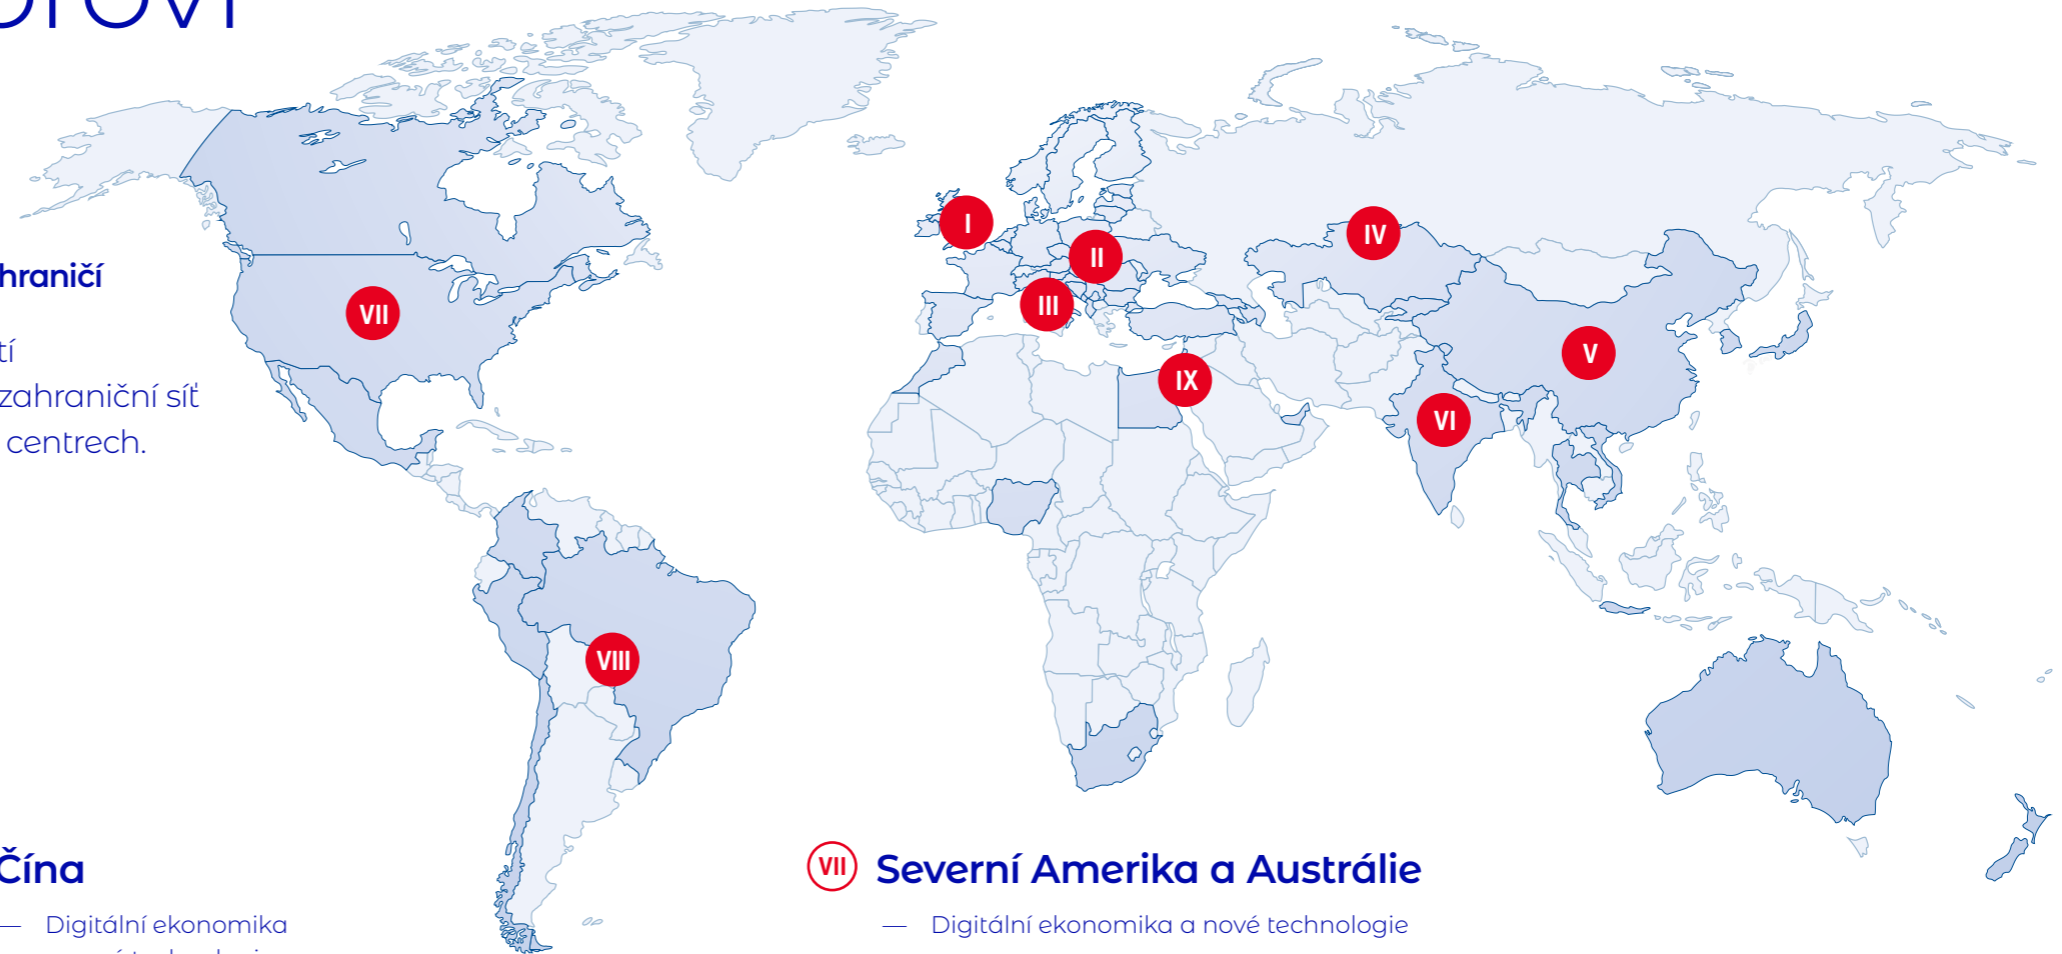 hraničí
tí
zahraniční síť
centrech.
I
II
III
IV
V
VI
VII
VIII
IX
Čína
— Digitální ekonomika
VII Severní Amerika a Austrálie
— Digitální ekonomika a nové technologie